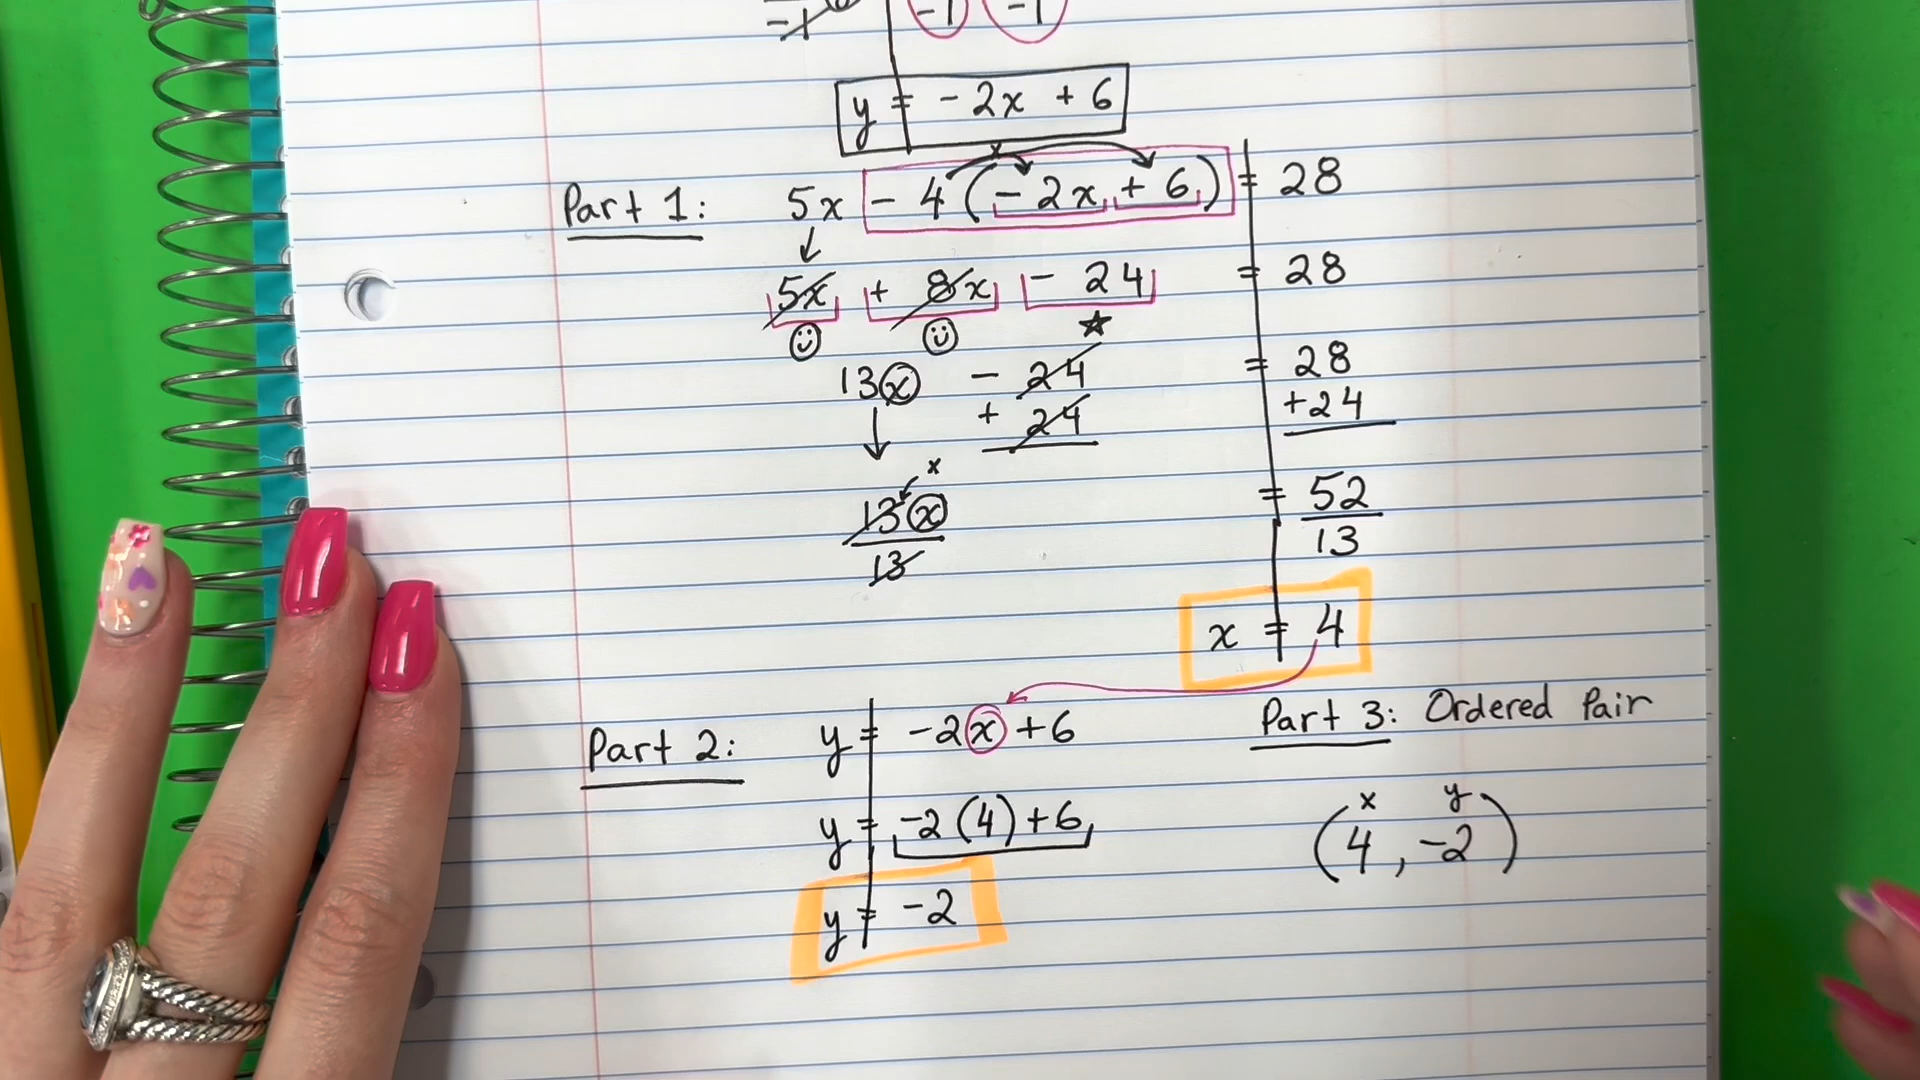 -1 -1 -1
y = -2x + 6
Part 1: 5x - 4(-2x + 6) = 28
5x + 8x - 24 = 28
13x - 24 = 28
+ 24 +24
x
13x = 52
13 13
x = 4
Part 2: y = -2x + 6 Part 3: Ordered Pair
x y
y = -2(4) + 6 (4, -2)
y = -2